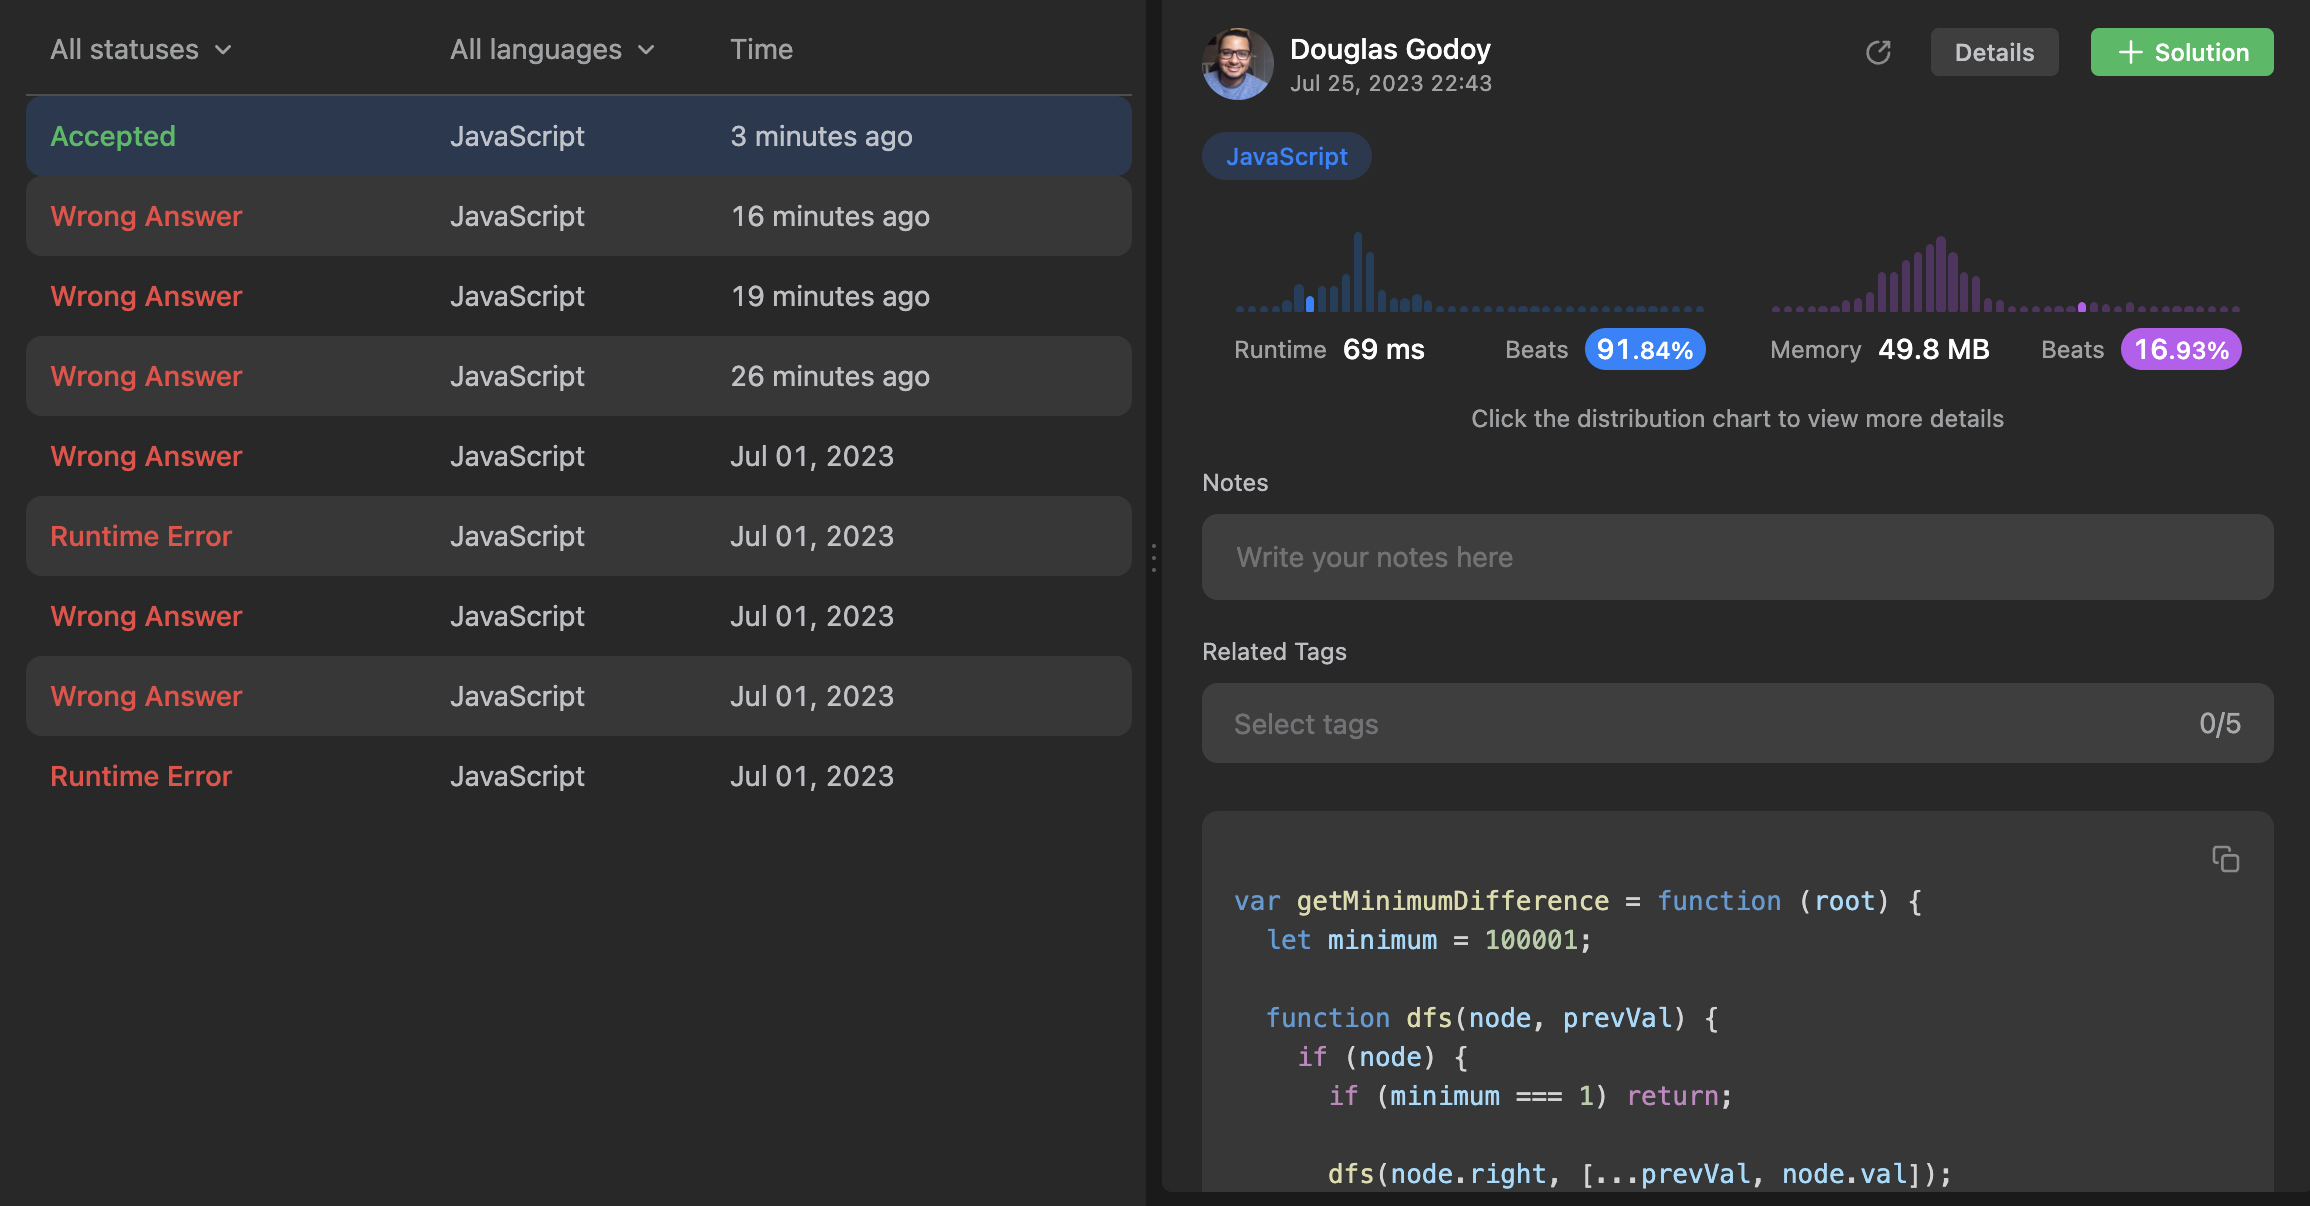 All statuses All languages Time
Accepted JavaScript 3 minutes ago
Wrong Answer JavaScript 16 minutes ago
Wrong Answer JavaScript 19 minutes ago
Wrong Answer JavaScript 26 minutes ago
Wrong Answer JavaScript Jul 01, 2023
Runtime Error JavaScript Jul 01, 2023
Wrong Answer JavaScript Jul 01, 2023
Wrong Answer JavaScript Jul 01, 2023
Runtime Error JavaScript Jul 01, 2023
Douglas Godoy
Jul 25, 2023 22:43
Details
+ Solution
JavaScript
Runtime 69 ms Beats 91.84%
Memory 49.8 MB Beats 16.93%
Click the distribution chart to view more details
Notes
Write your notes here
Related Tags
Select tags 0/5
var getMinimumDifference = function (root) {
  let minimum = 100001;
  function dfs(node, prevVal) {
    if (node) {
      if (minimum === 1) return;
      dfs(node.right, [...prevVal, node.val]);